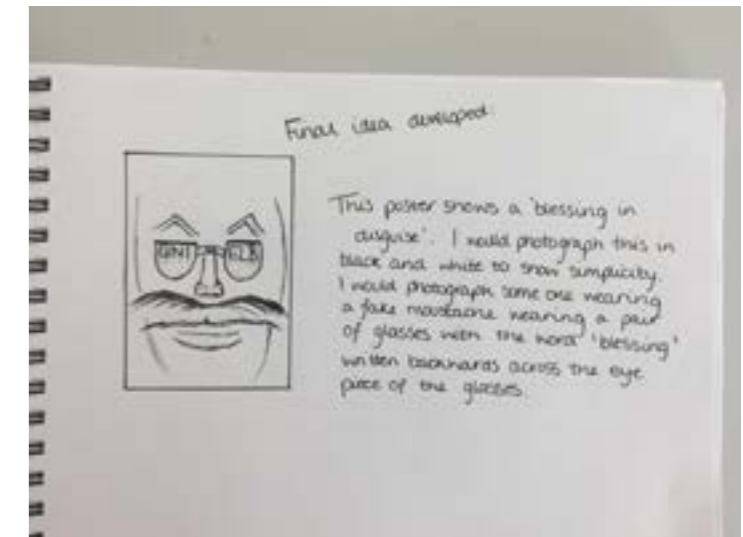 Final idea developed:
This poster shows a 'blessing in
disguise'. I would photograph this in
black and white to show simplicity.
I would photograph some one wearing
a fake moustache wearing a pair
of glasses with the word 'blessing'
written backwards across the eye
piece of the glasses.